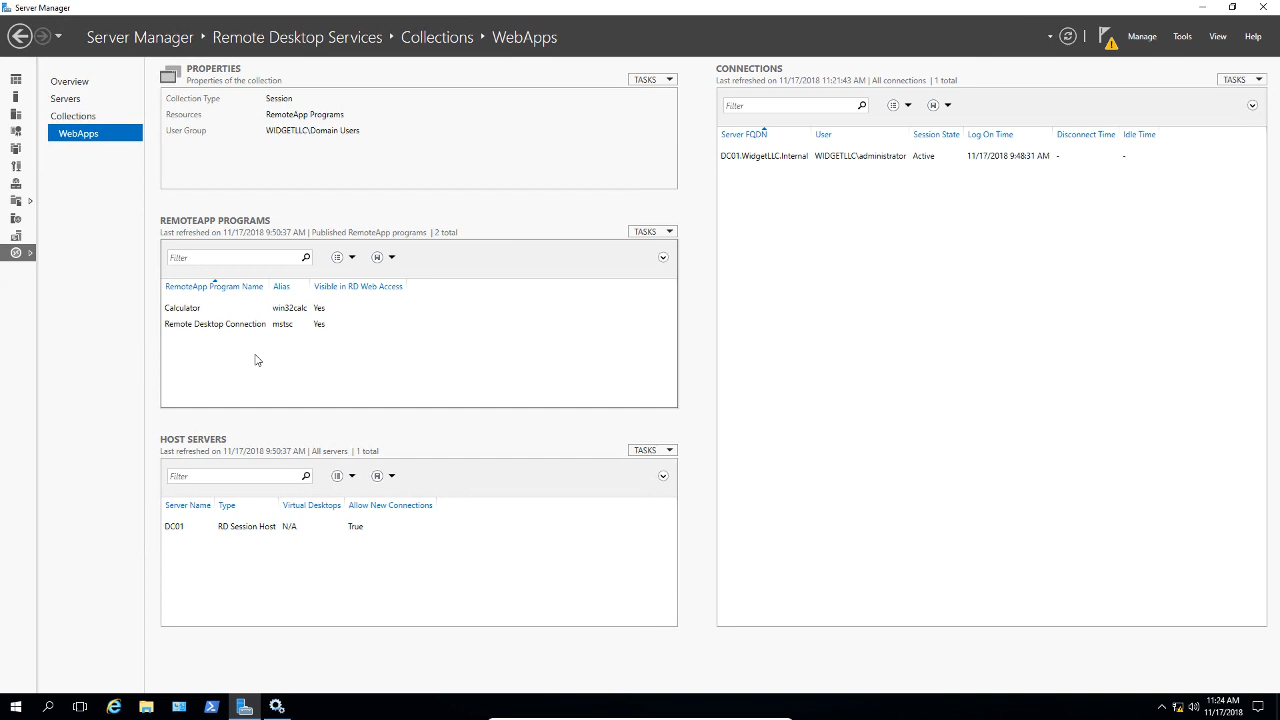 Server Manager
Server Manager • Remote Desktop Services • Collections • WebApps
Manage Tools View Help
Overview
Servers
Collections
WebApps
PROPERTIES
Properties of the collection
TASKS
Collection Type Session
Resources RemoteApp Programs
User Group WIDGETLLC\Domain Users
REMOTEAPP PROGRAMS
Last refreshed on 11/17/2018 9:50:37 AM | Published RemoteApp programs | 2 total
TASKS
Filter
RemoteApp Program Name Alias Visible in RD Web Access
Calculator win32calc Yes
Remote Desktop Connection mstsc Yes
HOST SERVERS
Last refreshed on 11/17/2018 9:50:37 AM | All servers | 1 total
TASKS
Filter
Server Name Type Virtual Desktops Allow New Connections
DC01 RD Session Host N/A True
CONNECTIONS
Last refreshed on 11/17/2018 11:21:43 AM | All connections | 1 total
TASKS
Filter
Server FQDN User Session State Log On Time Disconnect Time Idle Time
DC01.WidgetLLC.Internal WIDGETLLC\administrator Active 11/17/2018 9:48:31 AM - -
11:24 AM
11/17/2018